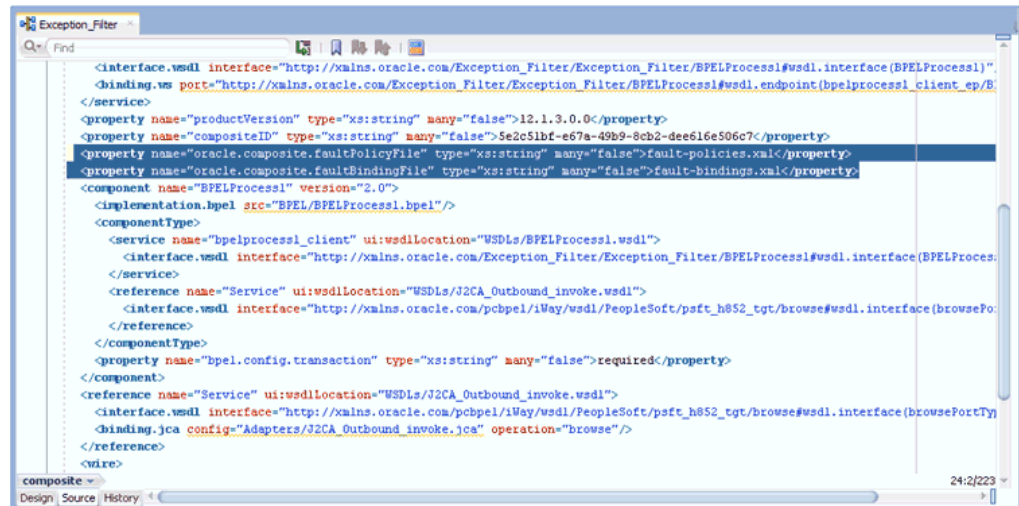 Exception_Filter
Find
<interface.wsdl interface="http://xmlns.oracle.com/Exception_Filter/Exception_Filter/BPELProcess1#wsdl.interface(BPELProcess1)"
<binding.ws port="http://xmlns.oracle.com/Exception_Filter/Exception_Filter/BPELProcess1#wsdl.endpoint(bpelprocess1_client_ep/B
</service>
<property name="productVersion" type="xs:string" many="false">12.1.3.0.0</property>
<property name="compositeID" type="xs:string" many="false">5e2c51bf-e67a-49b9-8cb2-dee616e506c7</property>
<property name="oracle.composite.faultPolicyFile" type="xs:string" many="false">fault-policies.xml</property>
<property name="oracle.composite.faultBindingFile" type="xs:string" many="false">fault-bindings.xml</property>
<component name="BPELProcess1" version="2.0">
<implementation.bpel src="BPEL/BPELProcess1.bpel"/>
<componentType>
<service name="bpelprocess1_client" ui:wsdlLocation="WSDLs/BPELProcess1.wsdl">
<interface.wsdl interface="http://xmlns.oracle.com/Exception_Filter/Exception_Filter/BPELProcess1#wsdl.interface(BPELProces
</service>
<reference name="Service" ui:wsdlLocation="WSDLs/J2CA_Outbound_invoke.wsdl">
<interface.wsdl interface="http://xmlns.oracle.com/pcbpel/iWay/wsdl/PeopleSoft/psft_h852_tgt/browse#wsdl.interface(browsePo
</reference>
</componentType>
<property name="bpel.config.transaction" type="xs:string" many="false">required</property>
</component>
<reference name="Service" ui:wsdlLocation="WSDLs/J2CA_Outbound_invoke.wsdl">
<interface.wsdl interface="http://xmlns.oracle.com/pcbpel/iWay/wsdl/PeopleSoft/psft_h852_tgt/browse#wsdl.interface(browsePortTy
<binding.jca config="Adapters/J2CA_Outbound_invoke.jca" operation="browse"/>
</reference>
<wire>
composite 24:2/223
Design Source History